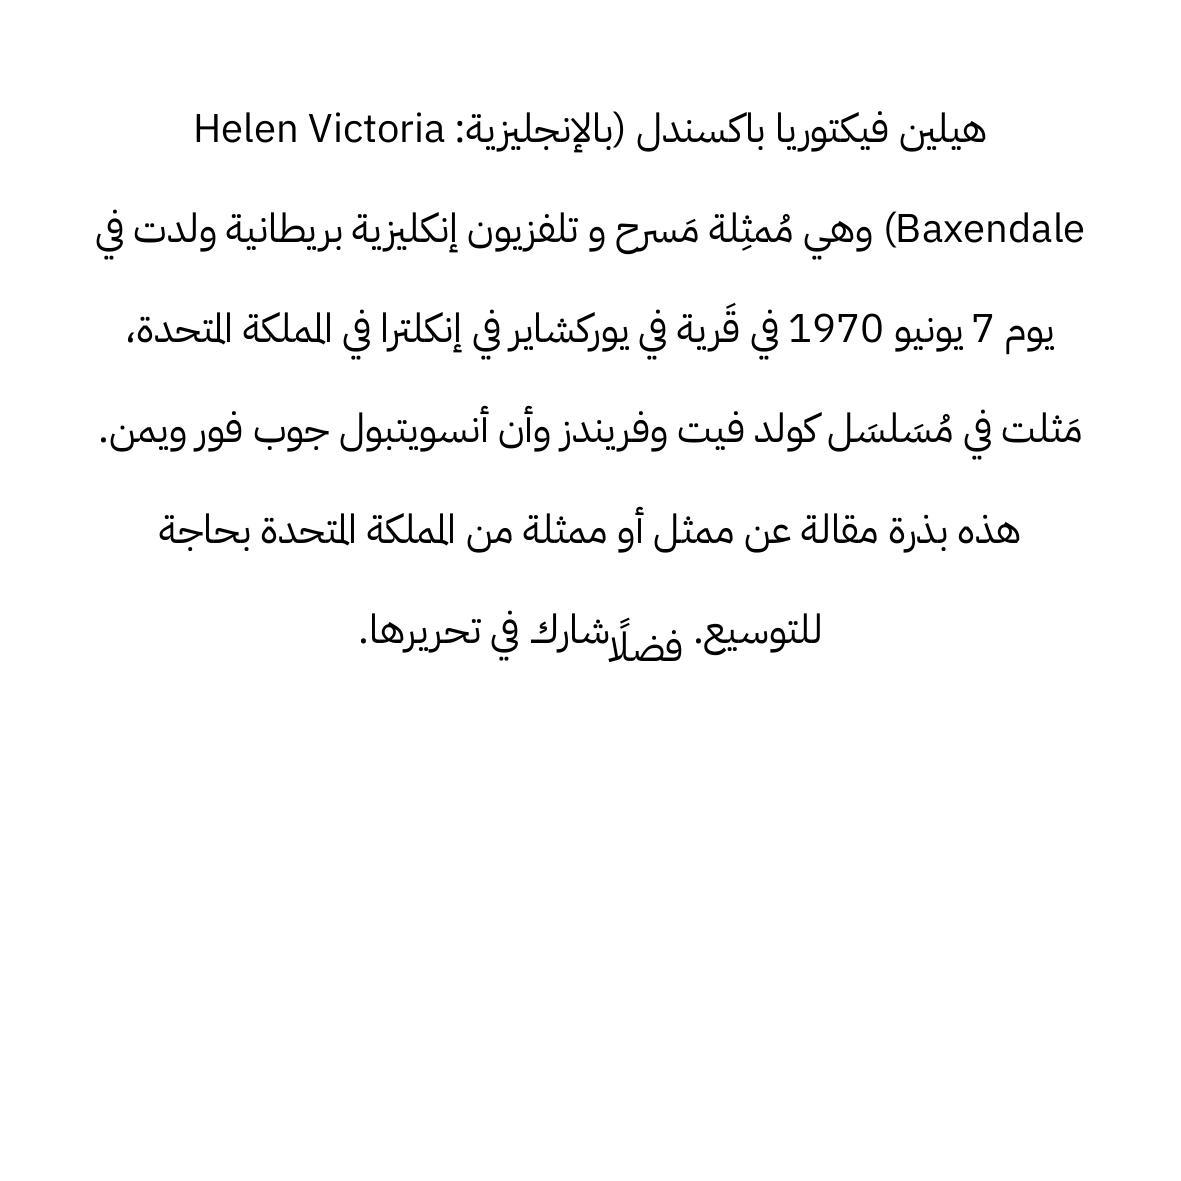 هيلين فيكتوريا باكسندل (بالإنجليزية: Helen Victoria
Baxendale) وهي مُمثِلة مَسرح و تلفزيون إنكليزية بريطانية ولدت في
يوم 7 يونيو 1970 في قَرية في يوركشاير في إنكلترا في المملكة المتحدة،
مَثلت في مُسَلسَل كولد فيت وفريندز وأن أنسويتبول جوب فور ويمن.
هذه بذرة مقالة عن ممثل أو ممثلة من المملكة المتحدة بحاجة
للتوسيع. فضلًا شارك في تحريرها.